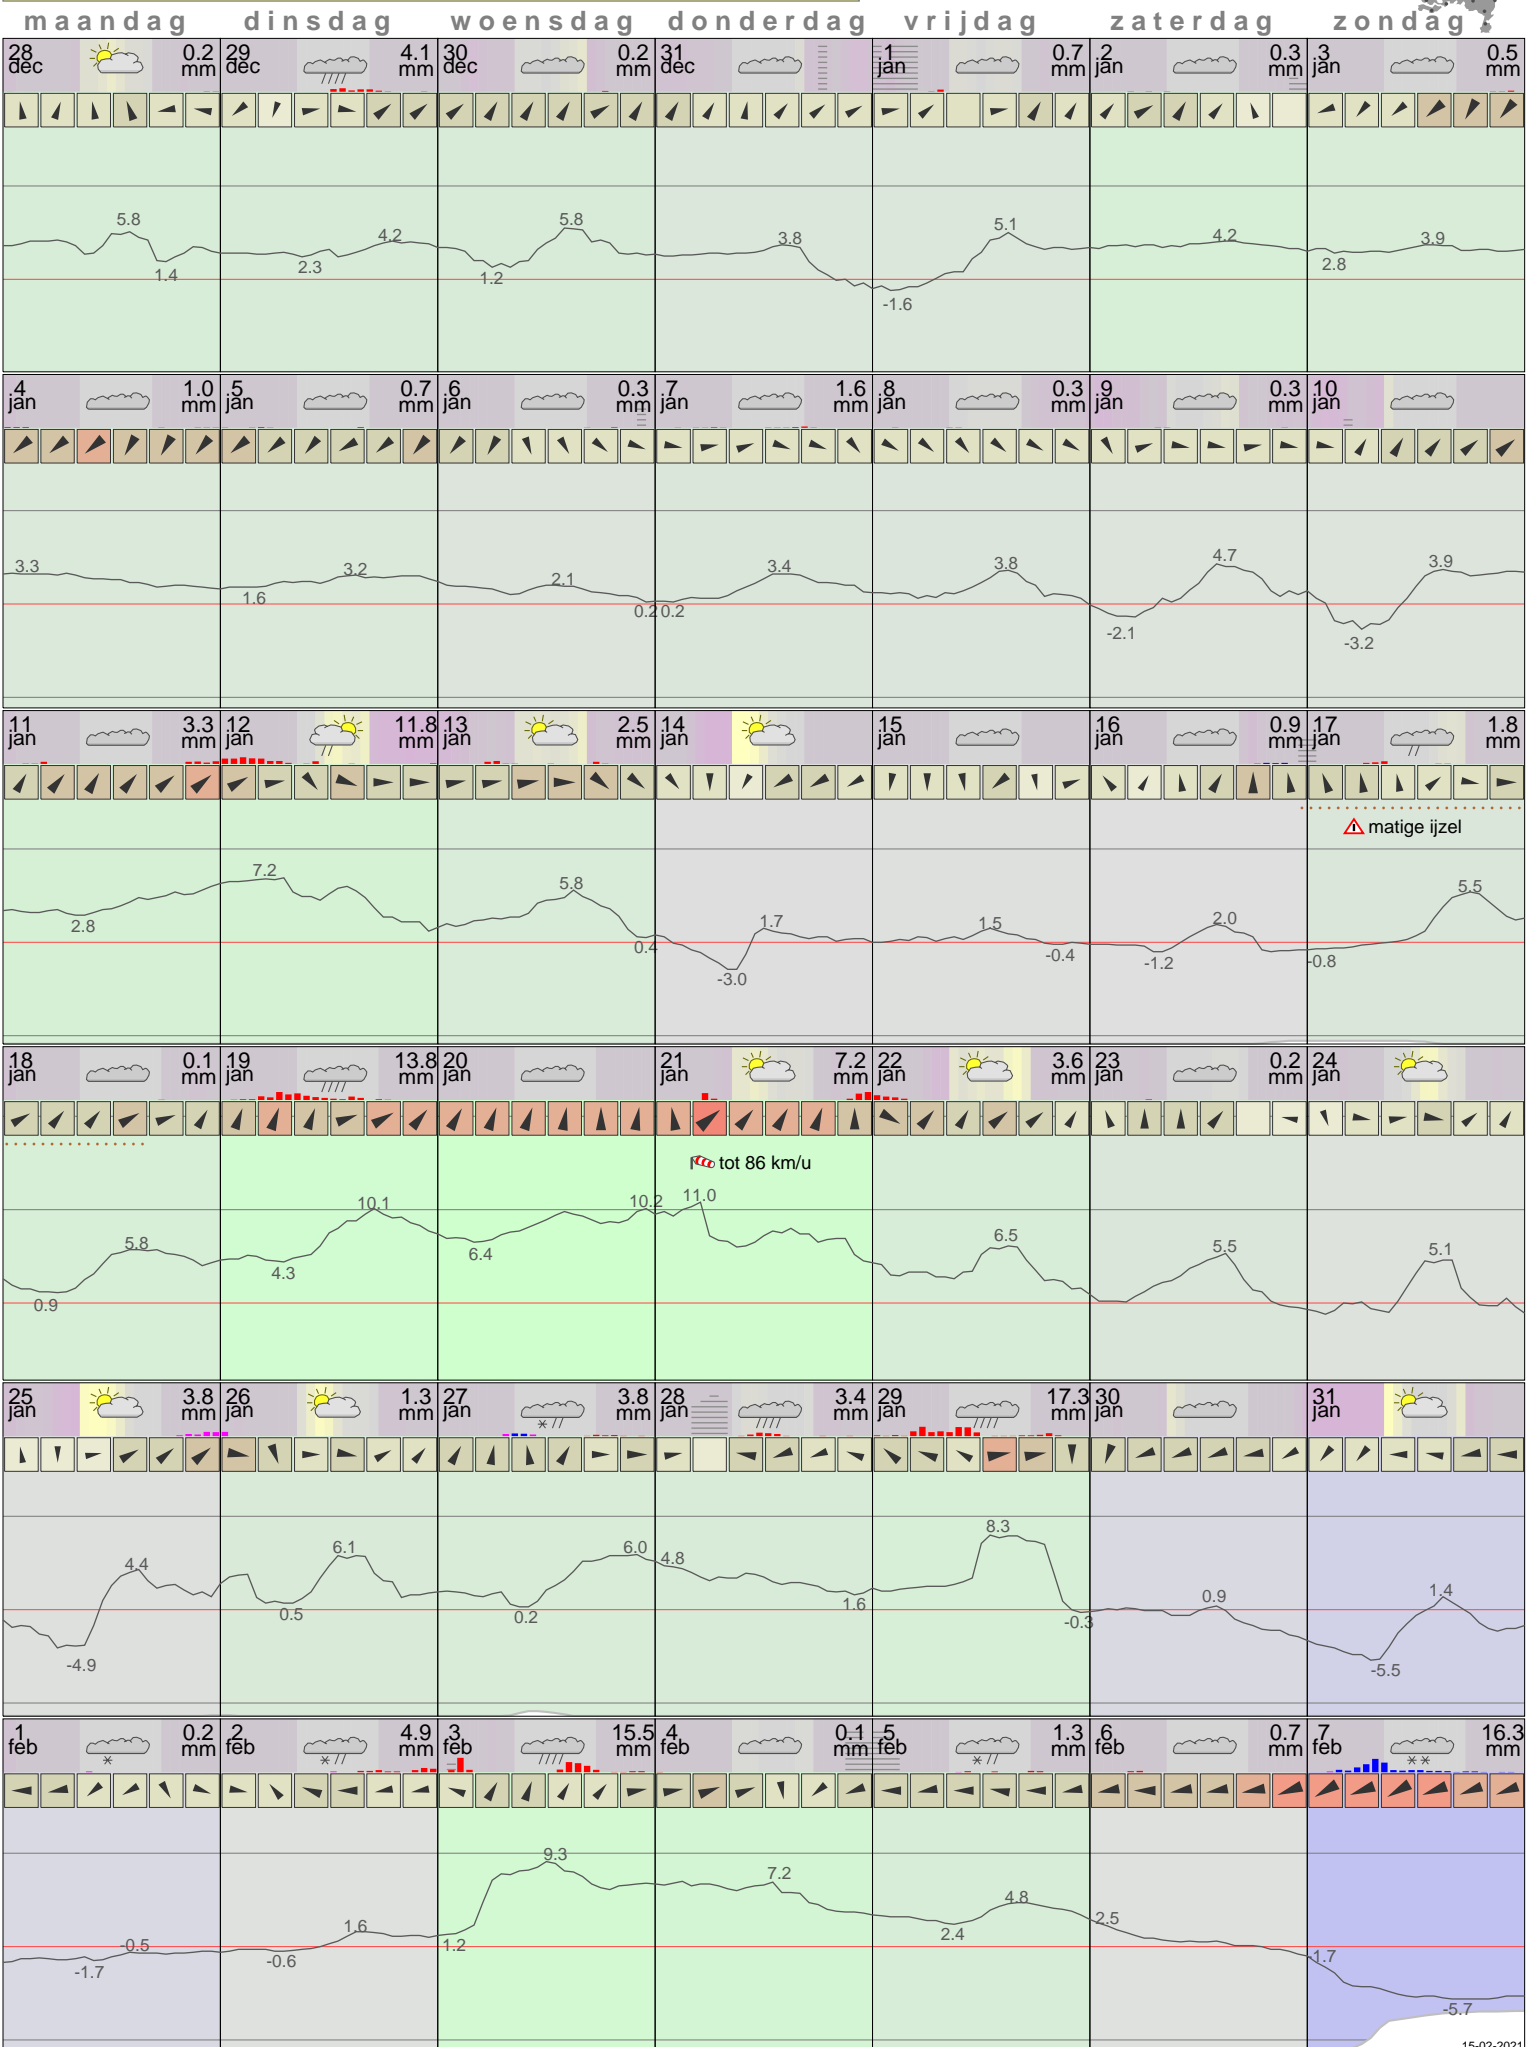 maandag dinsdag woensdag donderdag vrijdag zaterdag zondag
28 dec 0.2 mm 29 dec 4.1 mm 30 dec 0.2 mm 31 dec 1 jan 0.7 mm 2 jan 0.3 mm 3 jan 0.5 mm
5.8 1.4 2.3 4.2 1.2 5.8 3.8 -1.6 5.1 4.2 2.8 3.9
4 jan 1.0 mm 5 jan 0.7 mm 6 jan 0.3 mm 7 jan 1.6 mm 8 jan 0.3 mm 9 jan 0.3 mm 10 jan
3.3 1.6 3.2 2.1 0.2 0.2 3.4 3.8 -2.1 4.7 -3.2 3.9
11 jan 3.3 mm 12 jan 11.8 mm 13 jan 2.5 mm 14 jan 15 jan 16 jan 0.9 mm 17 jan 1.8 mm
matige ijzel
2.8 7.2 5.8 0.4 -3.0 1.7 1.5 -0.4 -1.2 2.0 -0.8 5.5
18 jan 0.1 mm 19 jan 13.8 mm 20 jan 21 jan 7.2 mm 22 jan 3.6 mm 23 jan 0.2 mm 24 jan
tot 86 km/u
0.9 5.8 4.3 10.1 6.4 10.2 11.0 6.5 5.5 5.1
25 jan 3.8 mm 26 jan 1.3 mm 27 jan 3.8 mm 28 jan 3.4 mm 29 jan 17.3 mm 30 jan 31 jan
-4.9 4.4 0.5 6.1 0.2 6.0 4.8 1.6 8.3 -0.3 0.9 -5.5 1.4
1 feb 0.2 mm 2 feb 4.9 mm 3 feb 15.5 mm 4 feb 0.1 mm 5 feb 1.3 mm 6 feb 0.7 mm 7 feb 16.3 mm
-1.7 -0.5 -0.6 1.6 1.2 9.3 7.2 2.4 4.8 2.5 -1.7 -5.7
15-02-2021